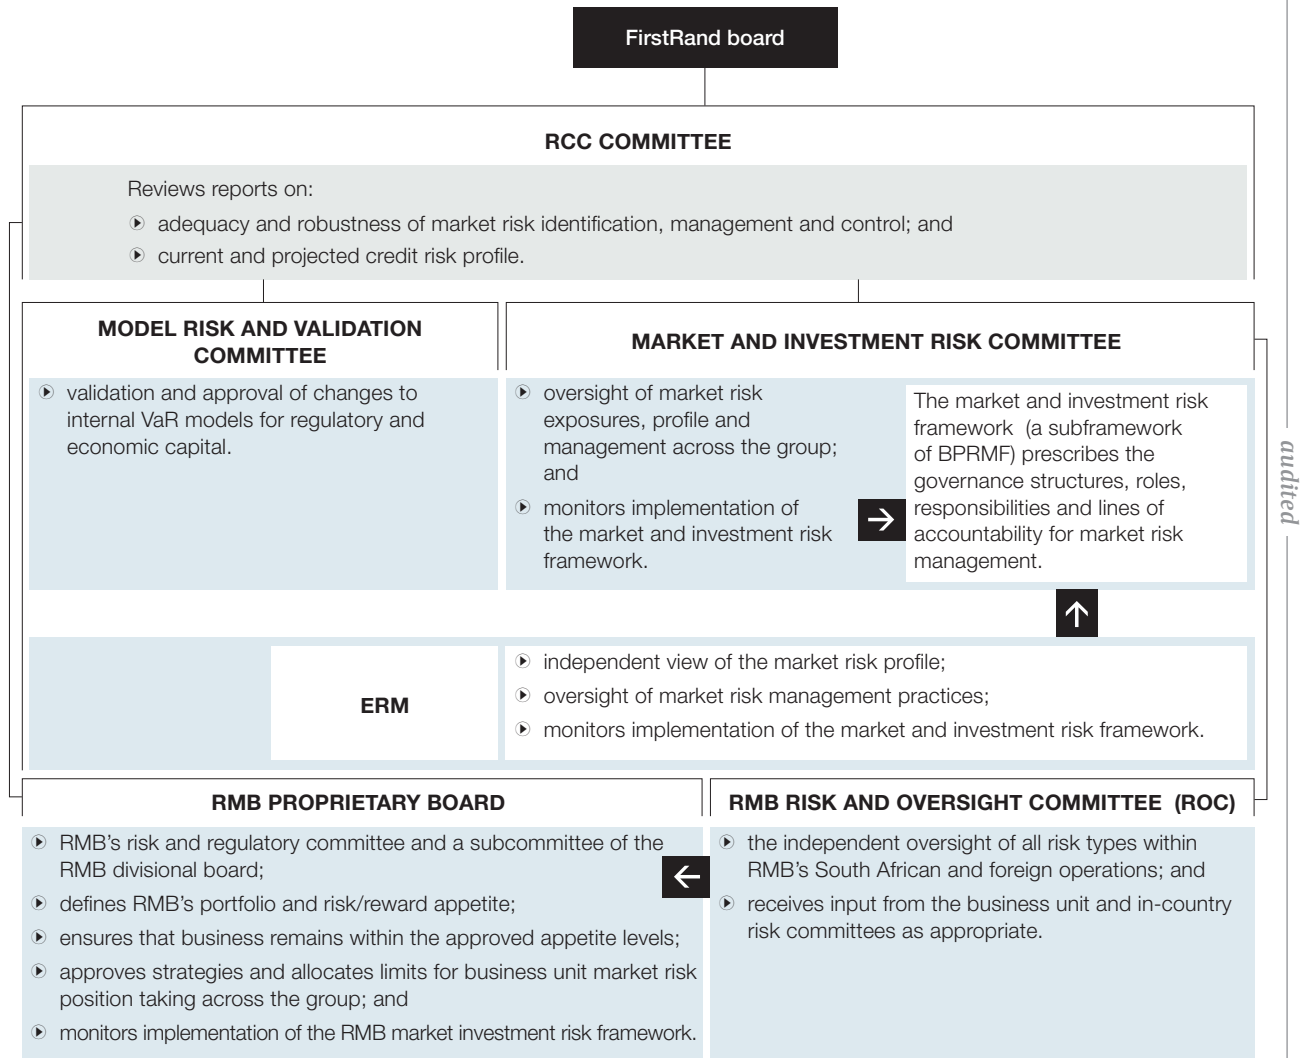 FirstRand board
RCC COMMITTEE
Reviews reports on:
adequacy and robustness of market risk identification, management and control; and
current and projected credit risk profile.
MODEL RISK AND VALIDATION
COMMITTEE
validation and approval of changes to
internal VaR models for regulatory and
economic capital.
MARKET AND INVESTMENT RISK COMMITTEE
oversight of market risk
exposures, profile and
management across the group;
and
monitors implementation of
the market and investment risk
framework.
The market and investment risk
framework (a subframework
of BPRMF) prescribes the
governance structures, roles,
responsibilities and lines of
accountability for market risk
management.
ERM
independent view of the market risk profile;
oversight of market risk management practices;
monitors implementation of the market and investment risk framework.
RMB PROPRIETARY BOARD
RMB's risk and regulatory committee and a subcommittee of the
RMB divisional board;
defines RMB's portfolio and risk/reward appetite;
ensures that business remains within the approved appetite levels;
approves strategies and allocates limits for business unit market risk
position taking across the group; and
monitors implementation of the RMB market investment risk framework.
RMB RISK AND OVERSIGHT COMMITTEE (ROC)
the independent oversight of all risk types within
RMB's South African and foreign operations; and
receives input from the business unit and in-country
risk committees as appropriate.
audited